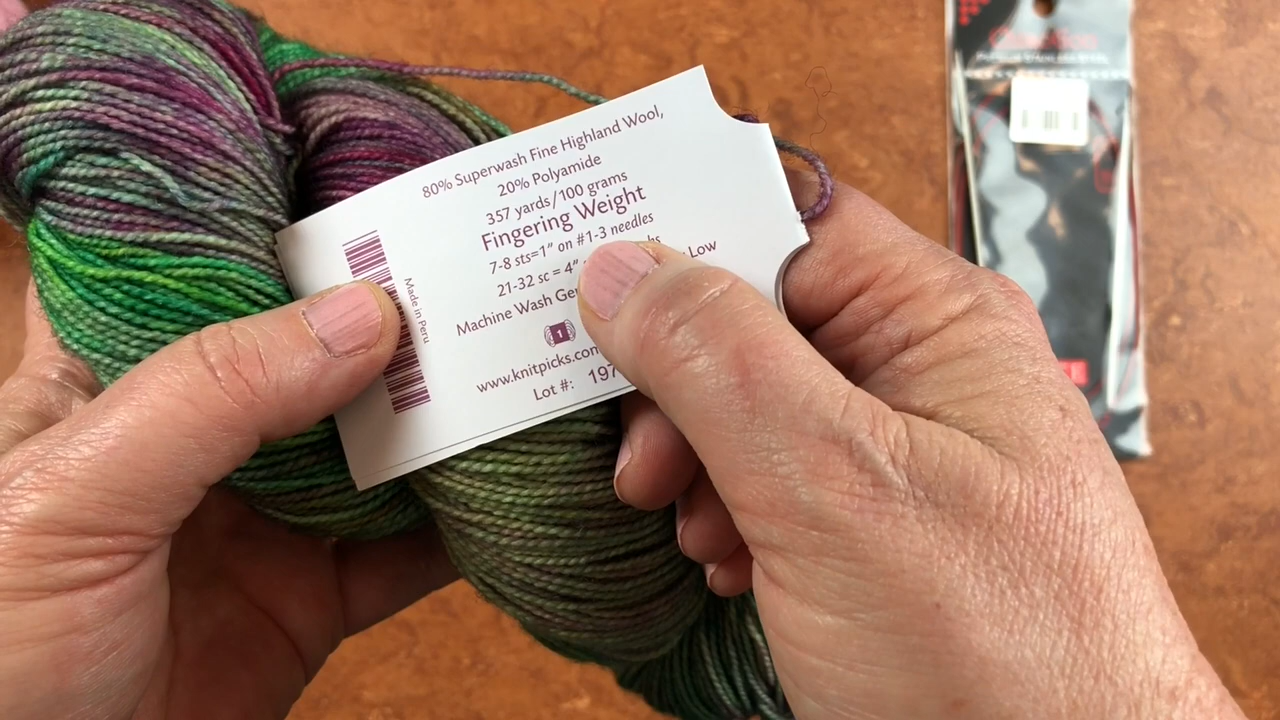 80% Superwash Fine Highland Wool,
20% Polyamide
357 yards/100 grams
Fingering Weight
7-8 sts=1" on #1-3 needles
21-32 sc = 4"
Machine Wash Low
1
www.knitpicks.com
Lot #: 197
Made in Peru